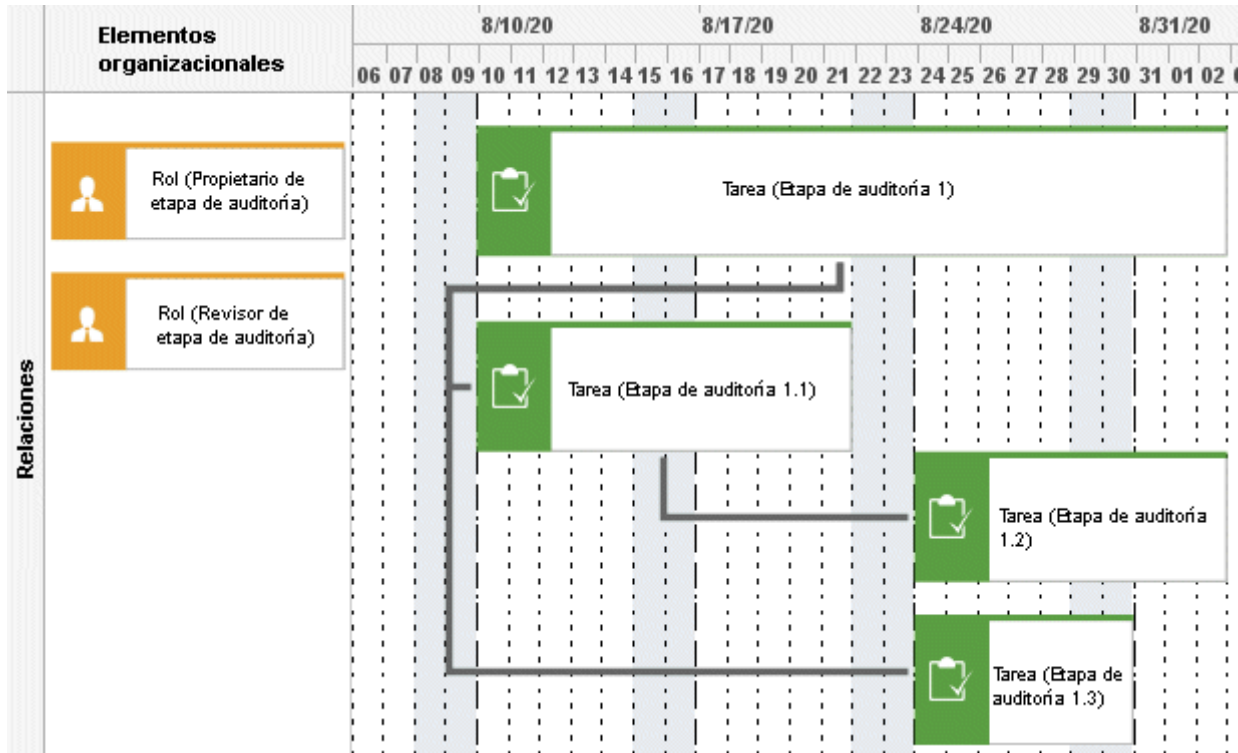 Elementos
organizacionales
8/10/20 8/17/20 8/24/20 8/31/20
06 07 08 09 10 11 12 13 14 15 16 17 18 19 20 21 22 23 24 25 26 27 28 29 30 31 01 02
Relaciones
Rol (Propietario de
etapa de auditoría)
Rol (Revisor de
etapa de auditoría)
Tarea (Etapa de auditoría 1)
Tarea (Etapa de auditoría 1.1)
Tarea (Etapa de auditoría
1.2)
Tarea (Etapa de
auditoría 1.3)